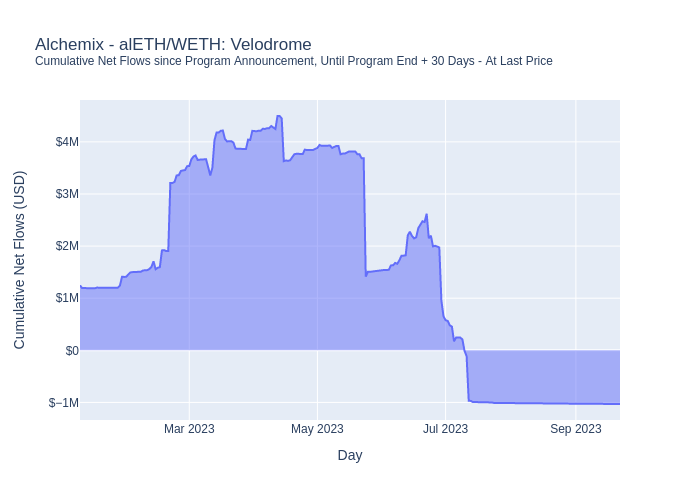 Alchemix - alETH/WETH: Velodrome
Cumulative Net Flows since Program Announcement, Until Program End + 30 Days - At Last Price
Cumulative Net Flows (USD)
$4M
$3M
$2M
$1M
$0
$−1M
Mar 2023
May 2023
Jul 2023
Sep 2023
Day